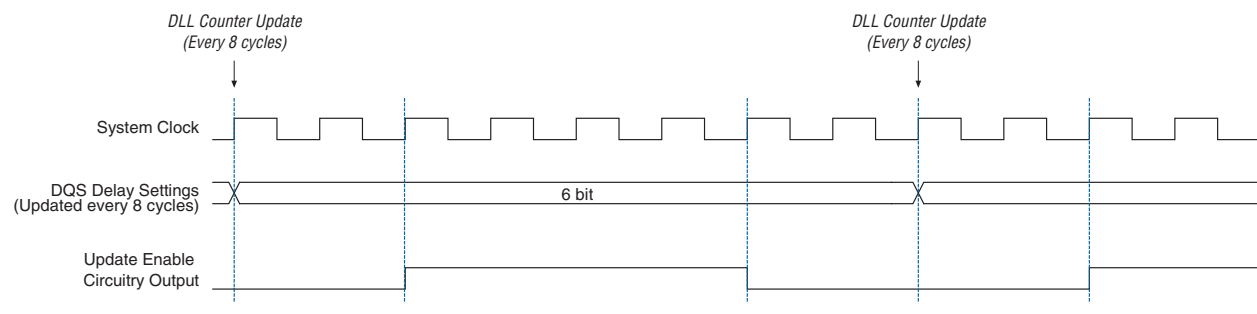 DLL Counter Update
(Every 8 cycles)
DLL Counter Update
(Every 8 cycles)
System Clock
DQS Delay Settings
(Updated every 8 cycles)
6 bit
Update Enable
Circuitry Output